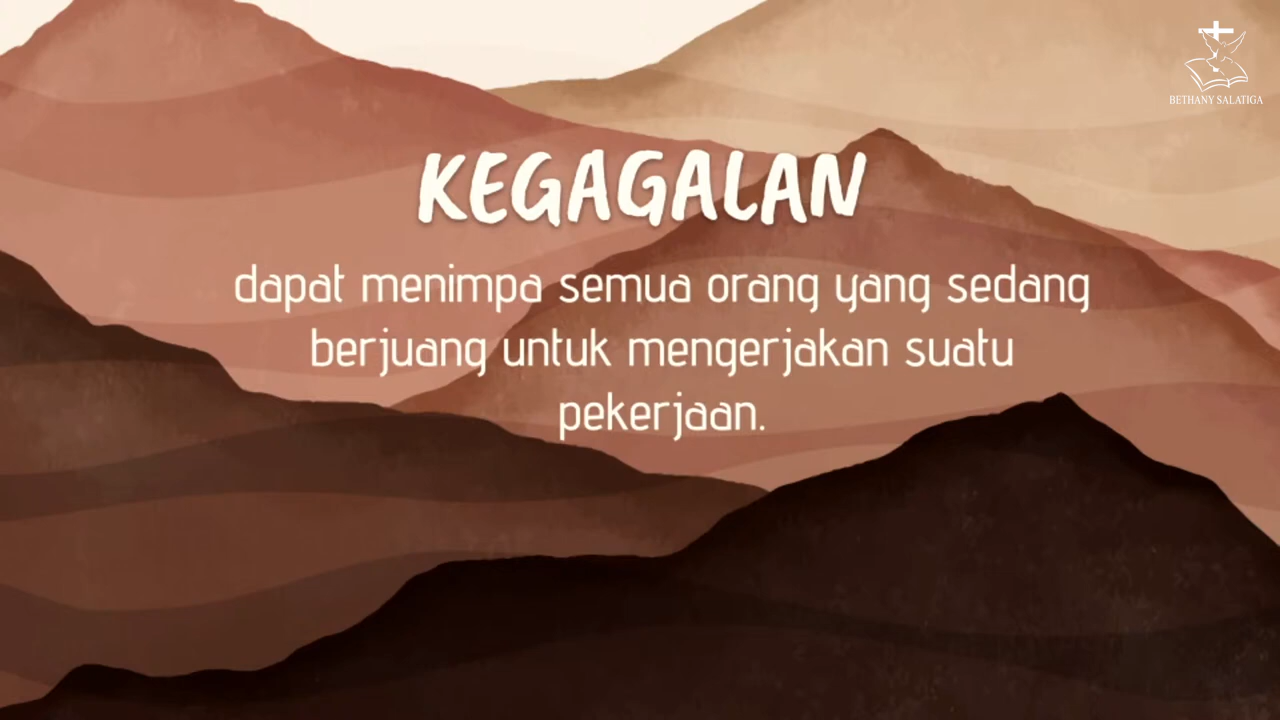 BETHANY SALATIGA
KEGAGALAN
dapat menimpa semua orang yang sedang
berjuang untuk mengerjakan suatu
pekerjaan.